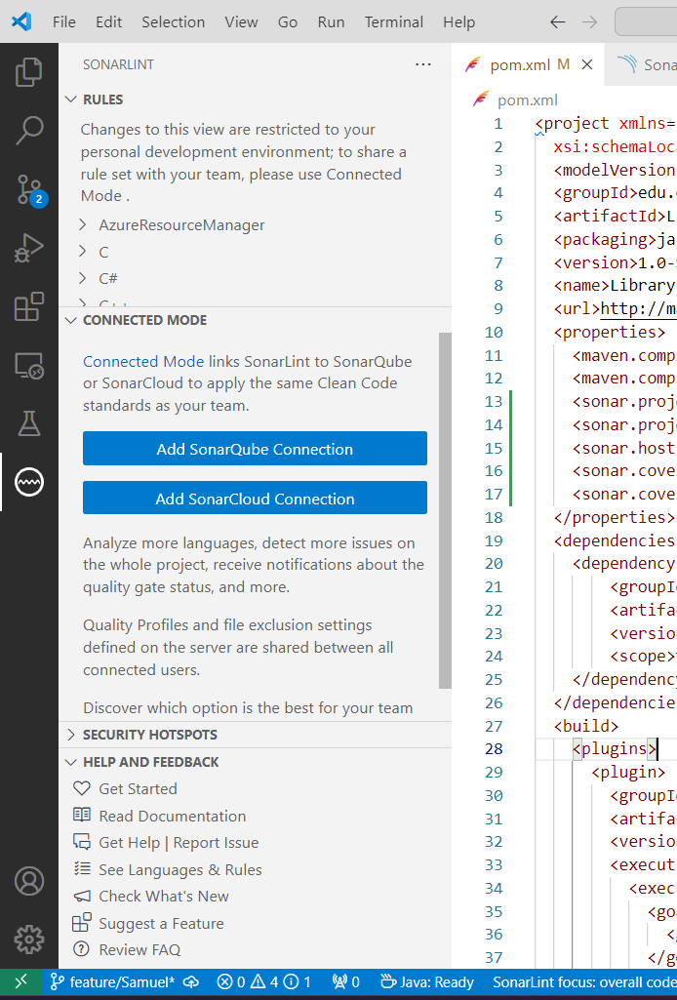 File Edit Selection View Go Run Terminal Help
SONARLINT
RULES
Changes to this view are restricted to your
personal development environment; to share a
rule set with your team, please use Connected
Mode .
AzureResourceManager
C
C#
C++
CONNECTED MODE
Connected Mode links SonarLint to SonarQube
or SonarCloud to apply the same Clean Code
standards as your team.
Add SonarQube Connection
Add SonarCloud Connection
Analyze more languages, detect more issues on
the whole project, receive notifications about the
quality gate status, and more.
Quality Profiles and file exclusion settings
defined on the server are shared between all
connected users.
Discover which option is the best for your team
SECURITY HOTSPOTS
HELP AND FEEDBACK
Get Started
Read Documentation
Get Help | Report Issue
See Languages & Rules
Check What's New
Suggest a Feature
Review FAQ
2
pom.xml M
Sona
pom.xml
1 <project xmlns=
2 xsi:schemaLoc
3 <modelVersion
4 <groupId>edu.
5 <artifactId>L
6 <packaging>ja
7 <version>1.0-
8 <name>Library
9 <url>http://ma
10 <properties>
11 <maven.comp
12 <maven.comp
13 <sonar.proj
14 <sonar.proj
15 <sonar.host
16 <sonar.cove
17 <sonar.cove
18 </properties>
19 <dependencies
20 <dependency
21 <groupId
22 <artifa
23 <version
24 <scope>
25 </dependency
26 </dependencie
27 <build>
28 <plugins>
29 <plugin>
30 <groupId
31 <artifa
32 <version
33 <execut
34 <exec
35 <go
36 <
37 </g
feature/Samuel* 0 4 1 0 Java: Ready SonarLint focus: overall code